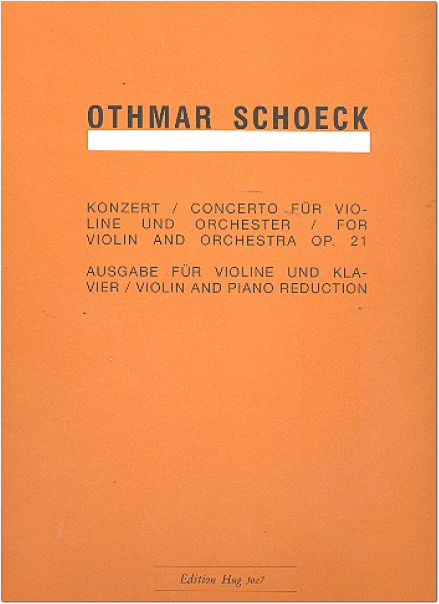 OTHMAR SCHOECK
KONZERT / CONCERTO FÜR VIO-
LINE UND ORCHESTER / FOR
VIOLIN AND ORCHESTRA OP. 21
AUSGABE FÜR VIOLINE UND KLA-
VIER / VIOLIN AND PIANO REDUCTION
Edition Hug 3027